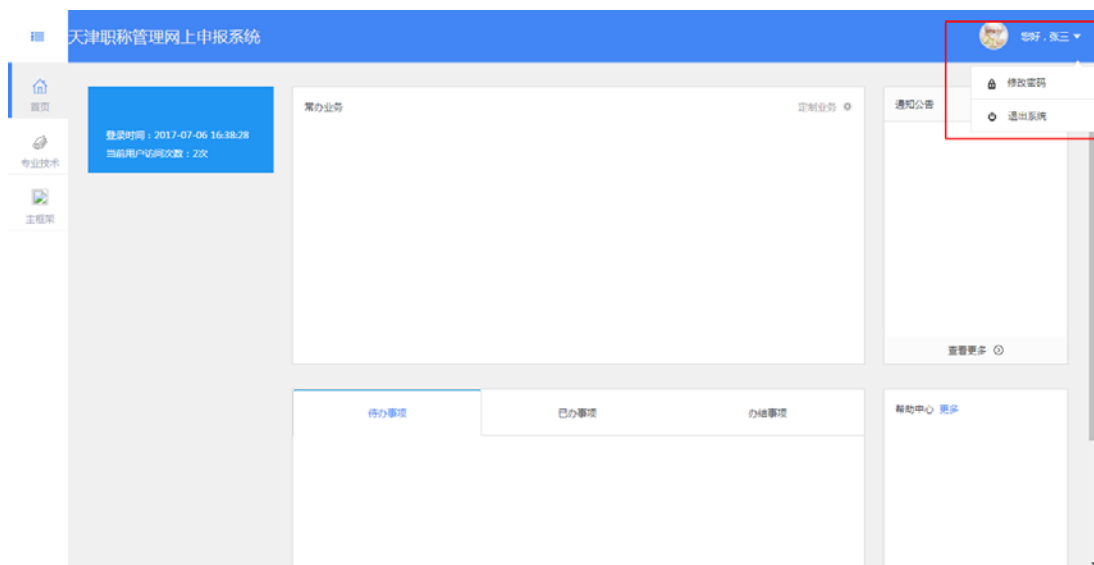 天津职称管理网上申报系统
您好，张三
修改密码
退出系统
首页
专业技术
主框架
登录时间：2017-07-06 16:38:28
当前用户访问次数：2次
常办业务
定制业务
通知公告
查看更多
待办事项
已办事项
办结事项
帮助中心 更多